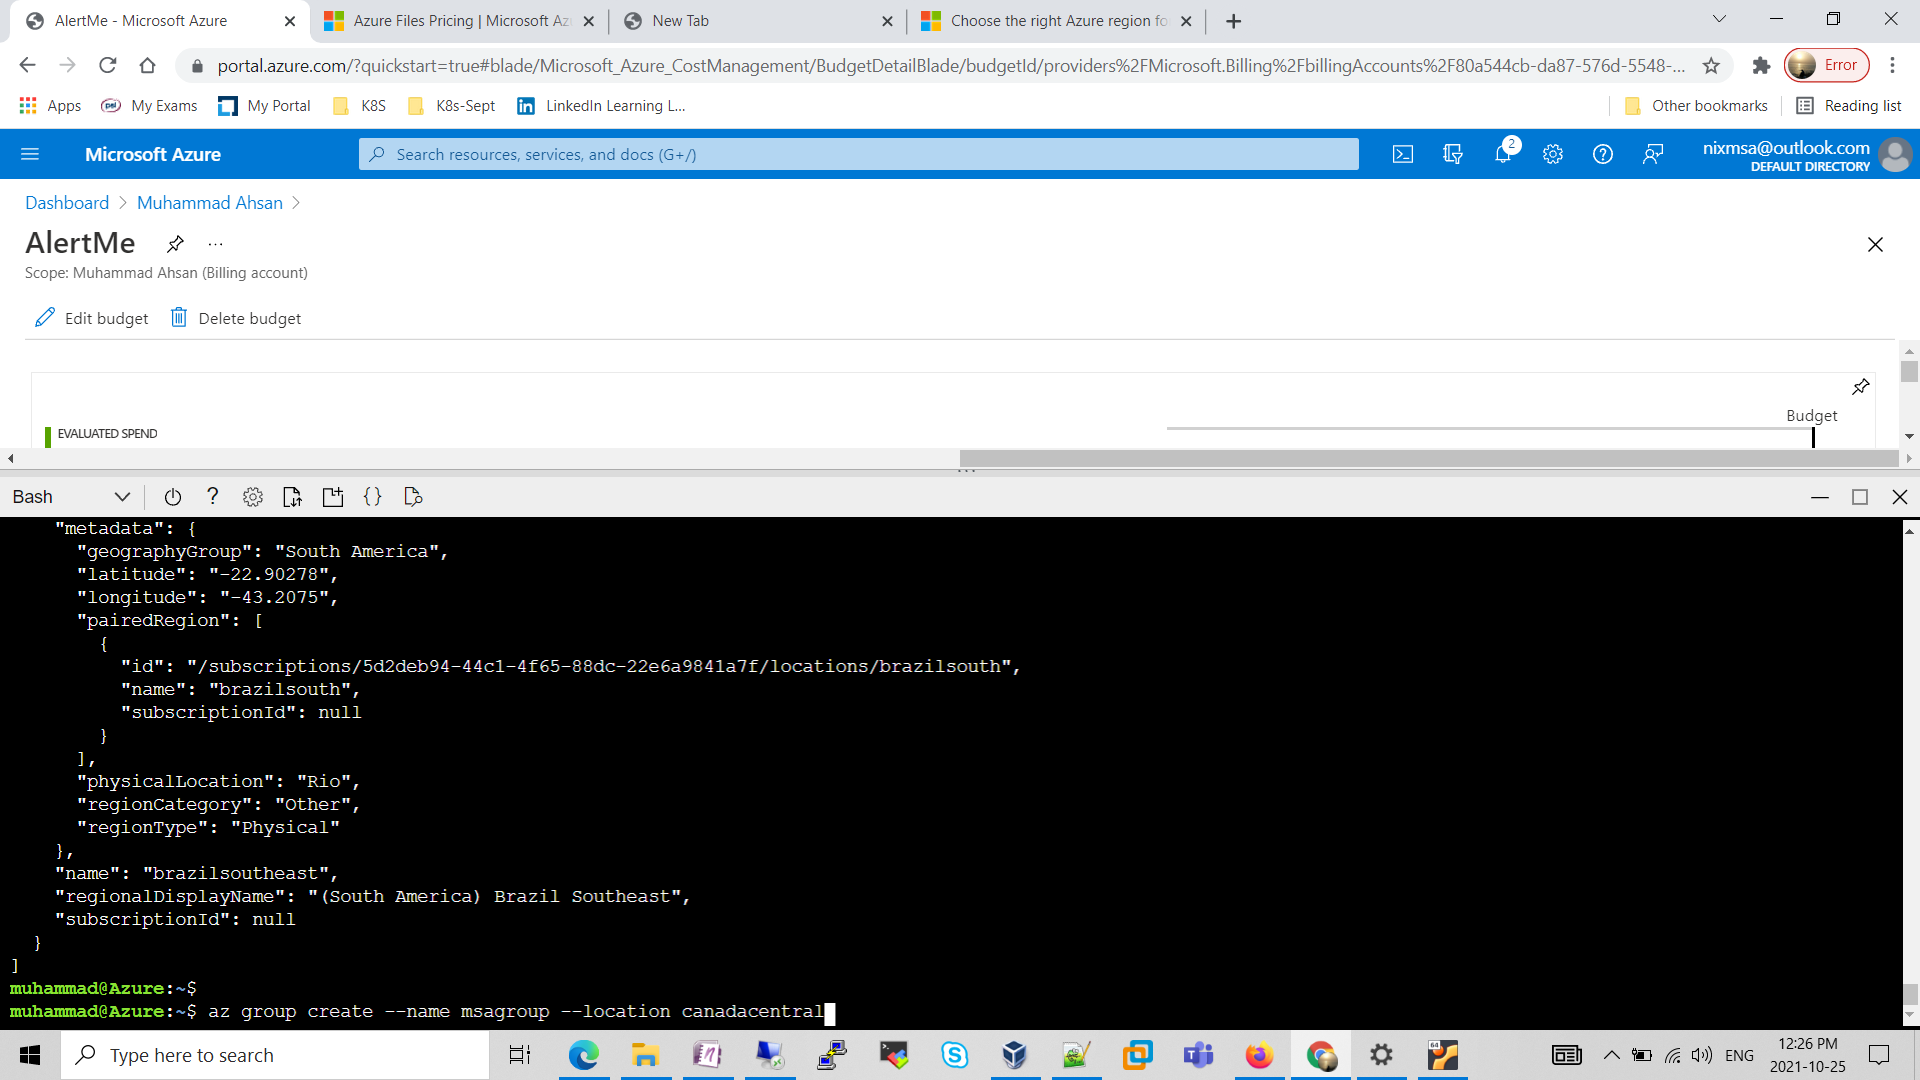 AlertMe - Microsoft Azure
Azure Files Pricing | Microsoft Az
New Tab
Choose the right Azure region fo
portal.azure.com/?quickstart=true#blade/Microsoft_Azure_CostManagement/BudgetDetailBlade/budgetId/providers%2FMicrosoft.Billing%2FbillingAccounts%2F80a544cb-da87-576d-5548-...
Error
Apps
My Exams
My Portal
K8S
K8s-Sept
LinkedIn Learning L...
Other bookmarks
Reading list
Microsoft Azure
Search resources, services, and docs (G+/)
2
nixmsa@outlook.com
DEFAULT DIRECTORY
Dashboard > Muhammad Ahsan >
AlertMe
...
Scope: Muhammad Ahsan (Billing account)
Edit budget
Delete budget
Budget
EVALUATED SPEND
Bash
"metadata": {
"geographyGroup": "South America",
"latitude": "-22.90278",
"longitude": "-43.2075",
"pairedRegion": [
{
"id": "/subscriptions/5d2deb94-44c1-4f65-88dc-22e6a9841a7f/locations/brazilsouth",
"name": "brazilsouth",
"subscriptionId": null
}
],
"physicalLocation": "Rio",
"regionCategory": "Other",
"regionType": "Physical"
},
"name": "brazilsoutheast",
"regionalDisplayName": "(South America) Brazil Southeast",
"subscriptionId": null
}
]
muhammad@Azure:~$
muhammad@Azure:~$ az group create --name msagroup --location canadacentral
Type here to search
ENG
12:26 PM
2021-10-25